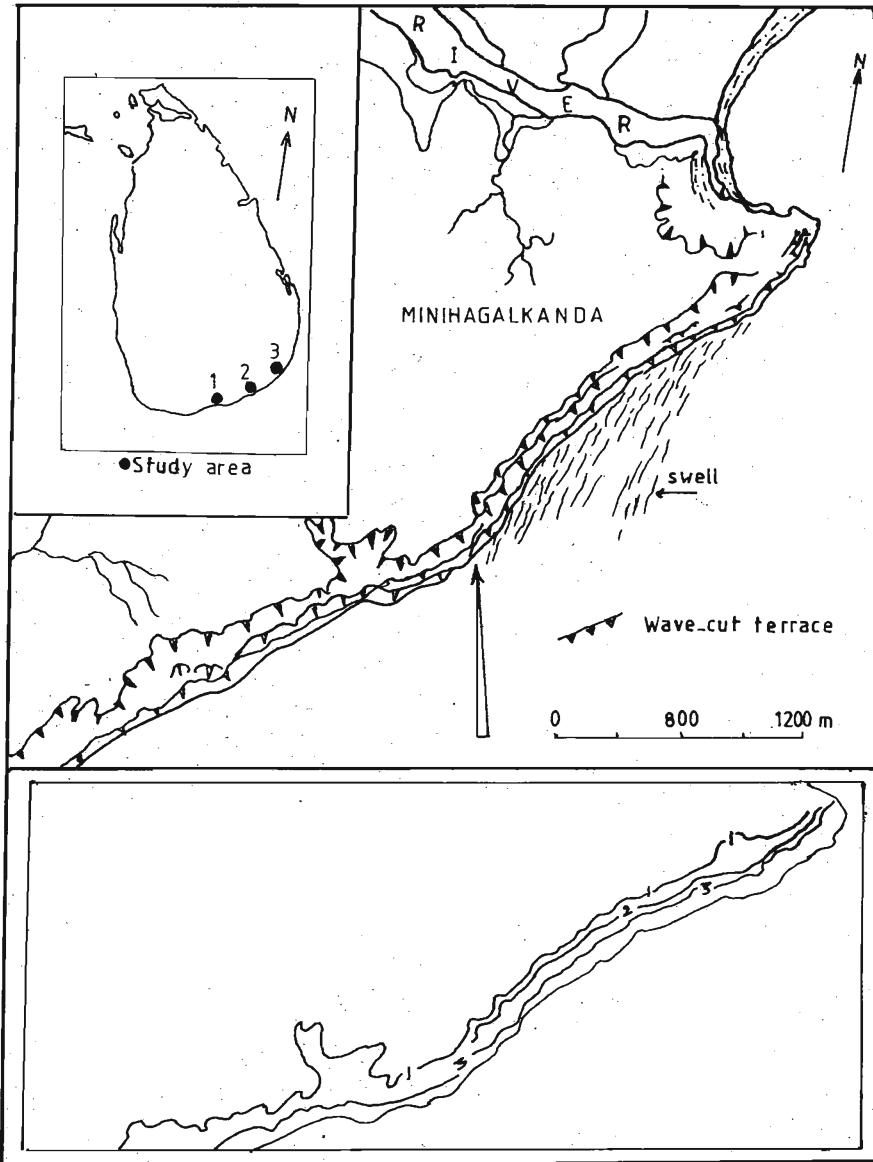 N
1
2
3
Study area
R
I
V
E
R
N
MINIHAGALKANDA
swell
Wave-cut terrace
0 800 1200 m
1
1
2
3
1
3